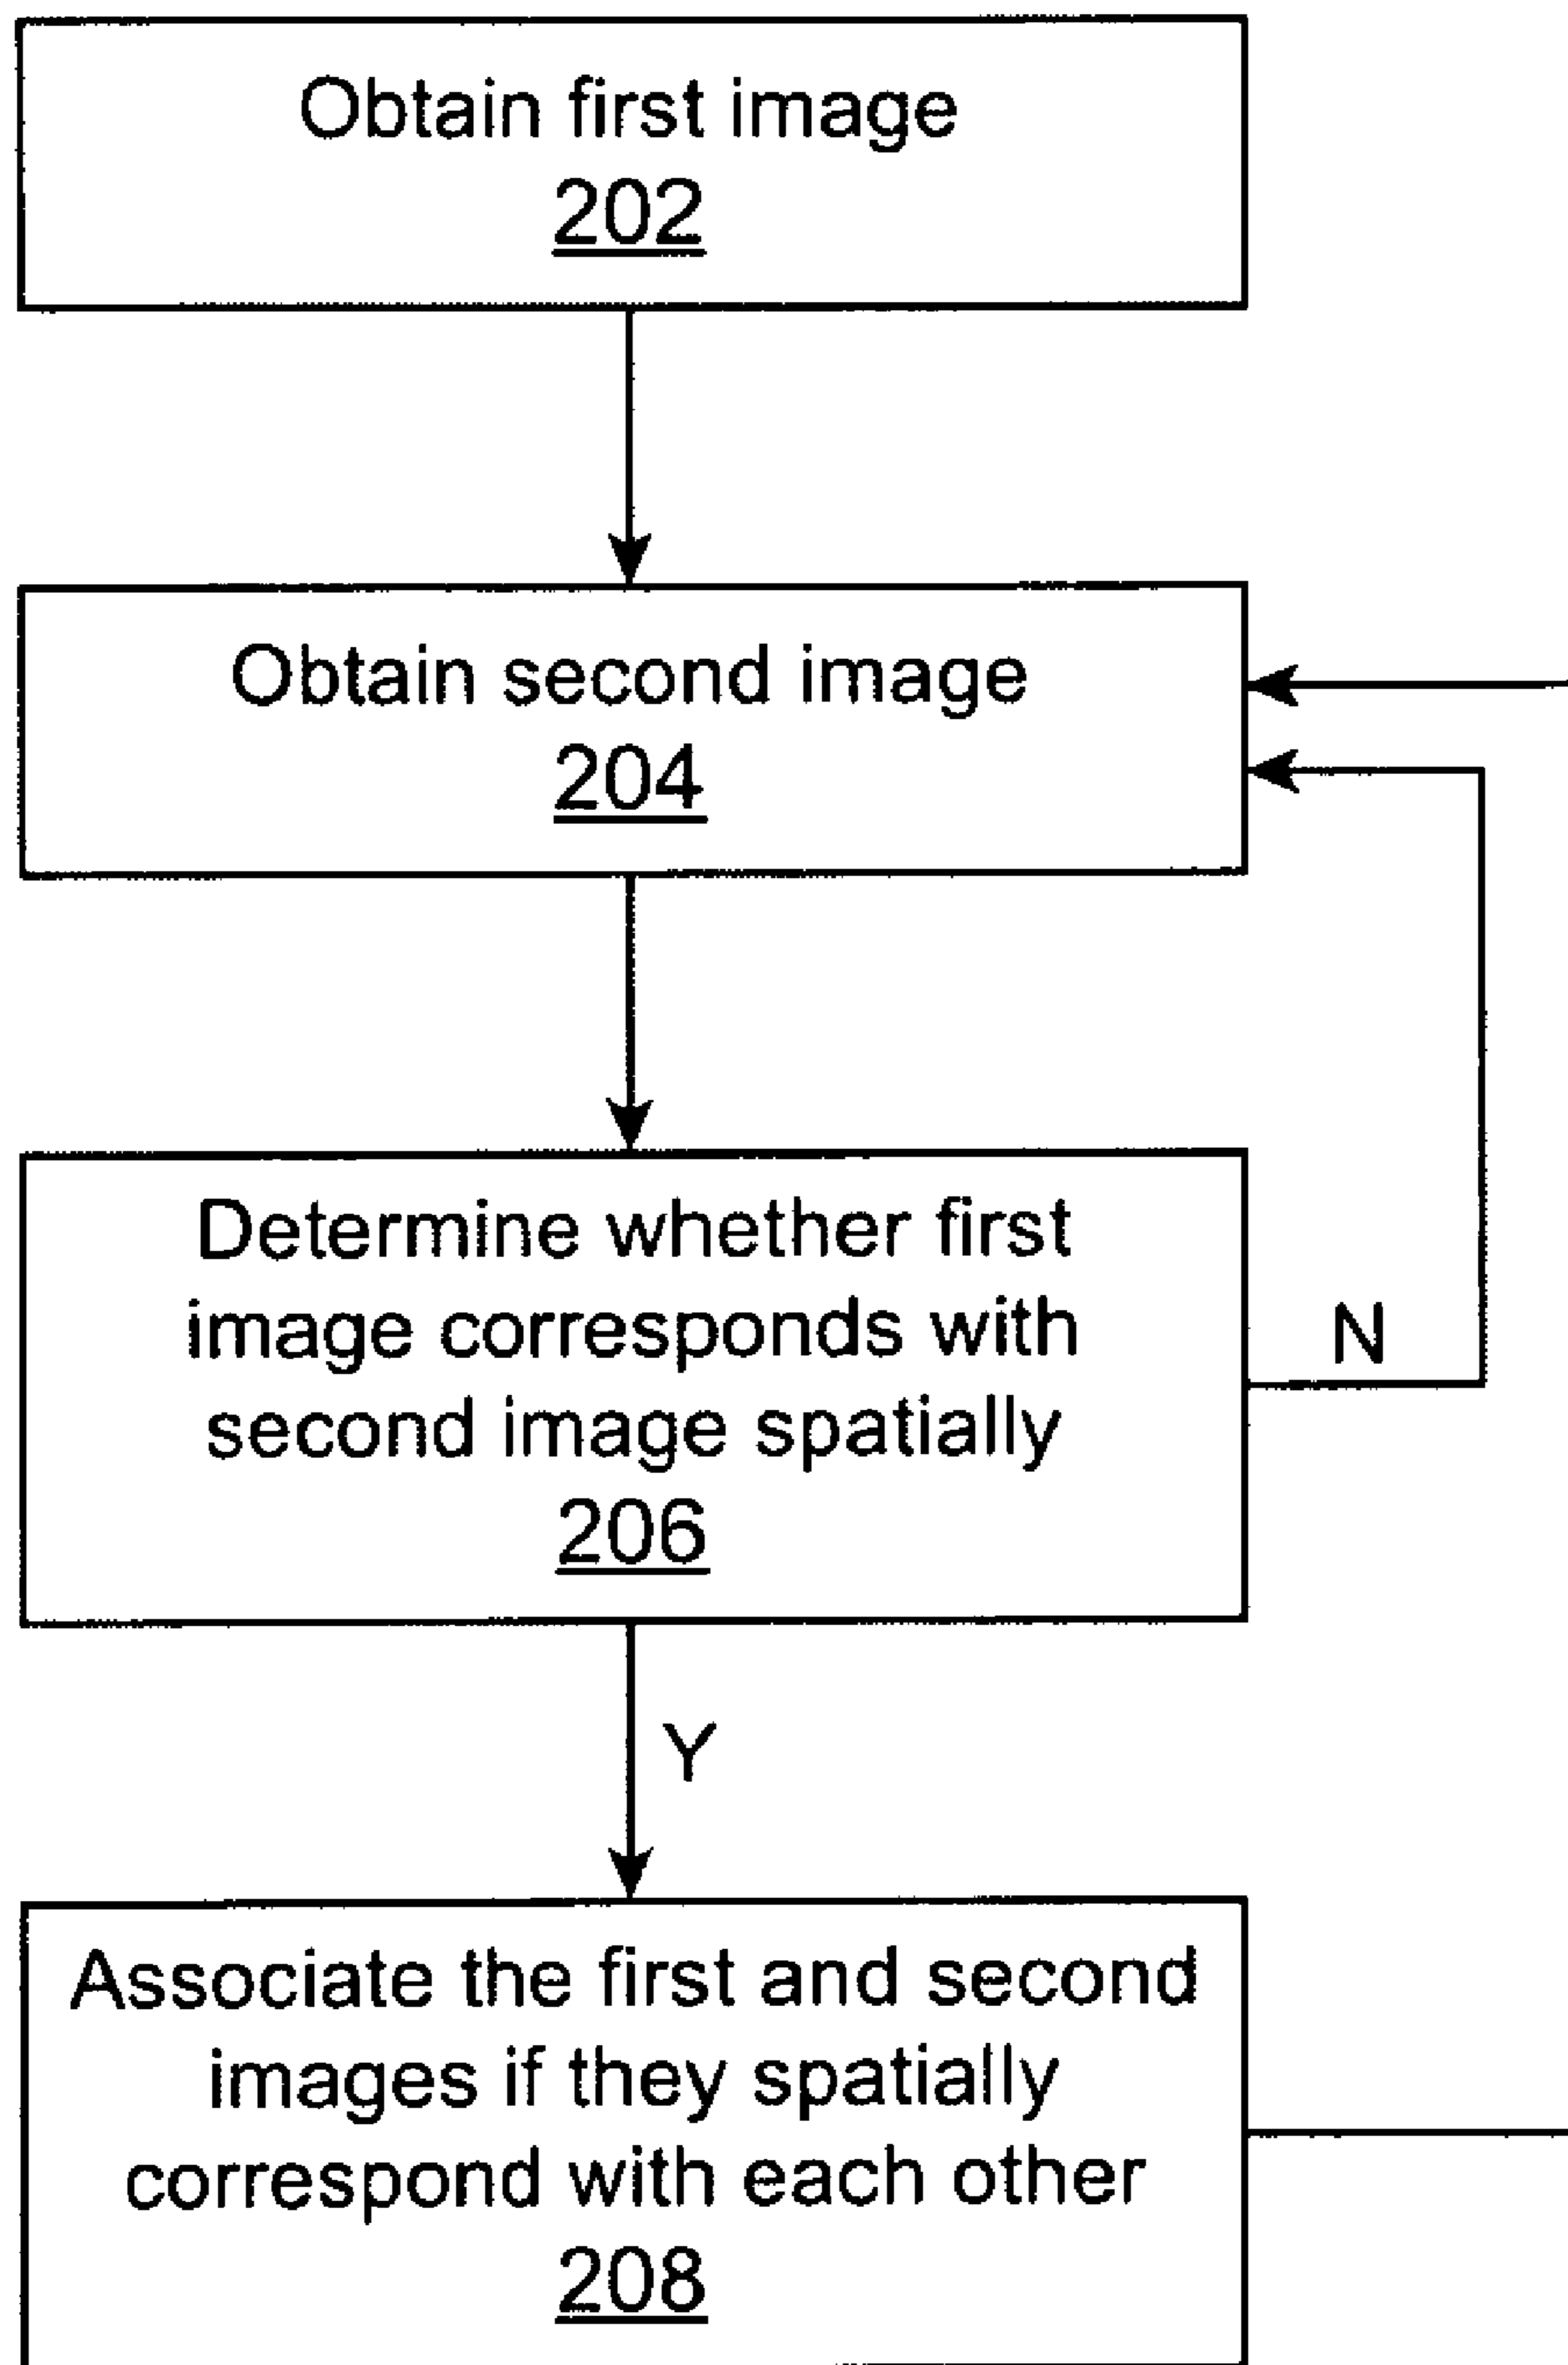 Obtain first image
202
Obtain second image
204
Determine whether first
image corresponds with
second image spatially
206
N
Y
Associate the first and second
images if they spatially
correspond with each other
208